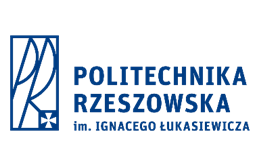 POLITECHNIKA
RZESZOWSKA
im. IGNACEGO ŁUKASIEWICZA